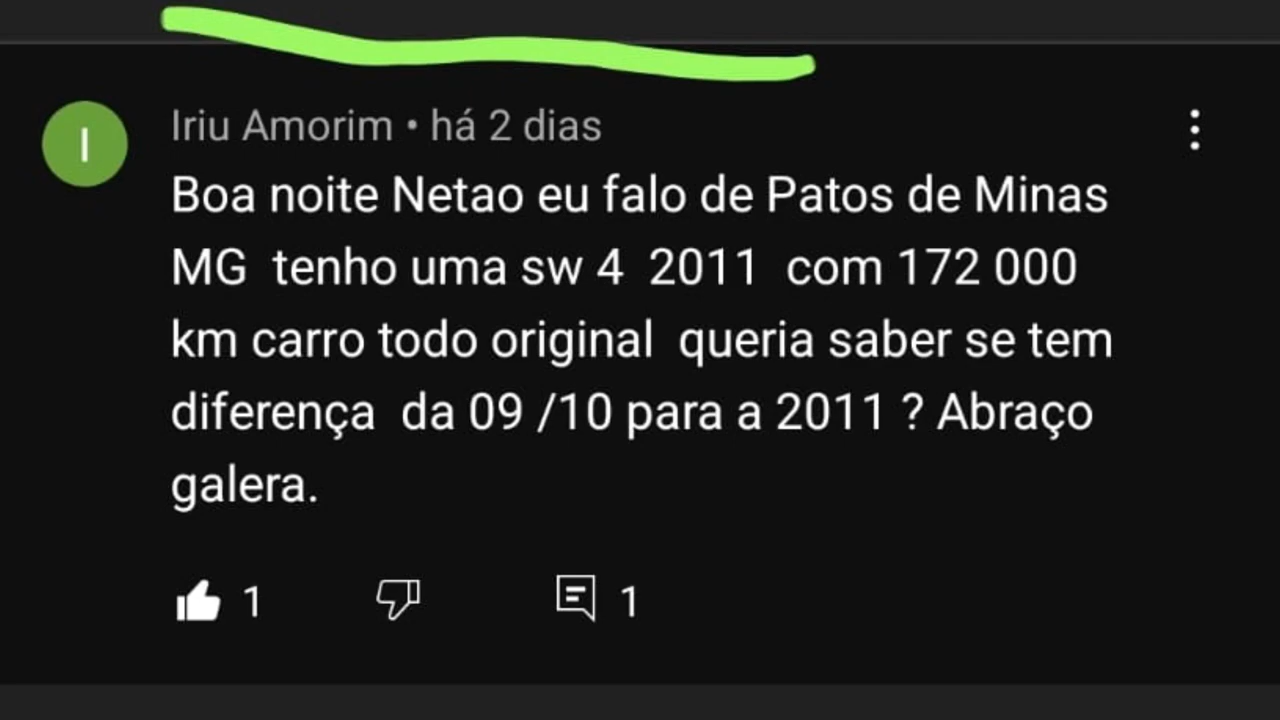 I
Iriu Amorim • há 2 dias
Boa noite Netao eu falo de Patos de Minas
MG tenho uma sw 4 2011 com 172 000
km carro todo original queria saber se tem
diferença da 09 /10 para a 2011 ? Abraço
galera.
1 1